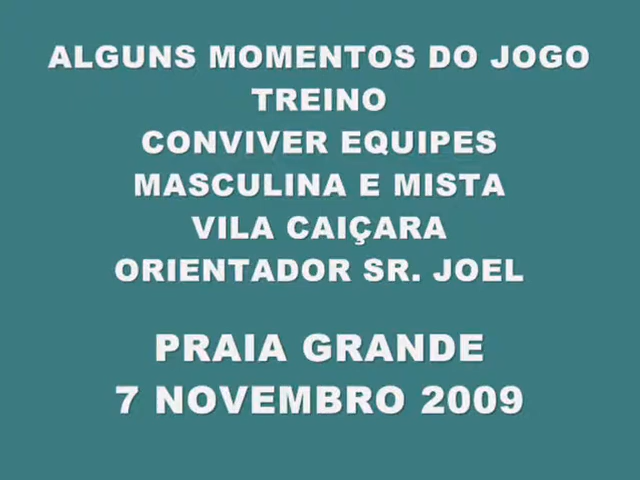 ALGUNS MOMENTOS DO JOGO
TREINO
CONVIVER EQUIPES
MASCULINA E MISTA
VILA CAIÇARA
ORIENTADOR SR. JOEL
PRAIA GRANDE
7 NOVEMBRO 2009